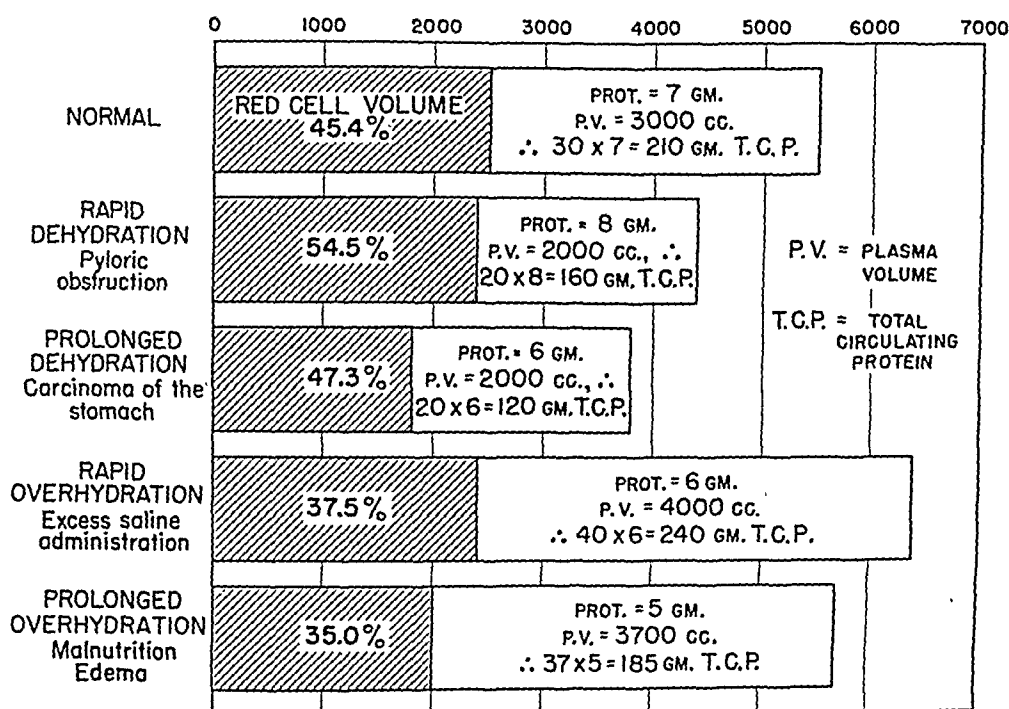 0 1000 2000 3000 4000 5000 6000 7000
NORMAL
RED CELL VOLUME
45.4%
PROT. = 7 GM.
P.V. = 3000 CC.
∴ 30 x 7 = 210 GM. T.C.P.
RAPID
DEHYDRATION
Pyloric
obstruction
54.5%
PROT. = 8 GM.
P.V. = 2000 CC., ∴
20 x 8 = 160 GM. T.C.P.
P.V. = PLASMA
VOLUME
T.C.P. = TOTAL
CIRCULATING
PROTEIN
PROLONGED
DEHYDRATION
Carcinoma of the
stomach
47.3%
PROT. = 6 GM.
P.V. = 2000 CC., ∴
20 x 6 = 120 GM. T.C.P.
RAPID
OVERHYDRATION
Excess saline
administration
37.5%
PROT. = 6 GM.
P.V. = 4000 CC.
∴ 40 x 6 = 240 GM. T.C.P.
PROLONGED
OVERHYDRATION
Malnutrition
Edema
35.0%
PROT. = 5 GM.
P.V. = 3700 CC.
∴ 37 x 5 = 185 GM. T.C.P.